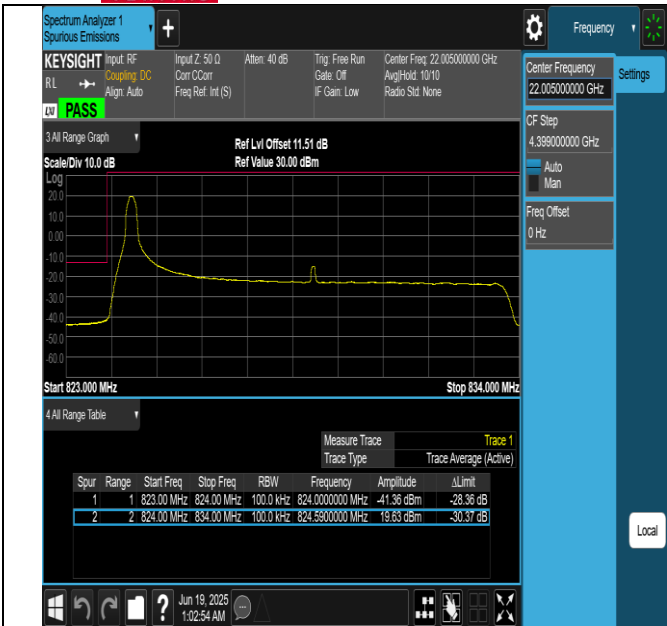 Spectrum Analyzer 1
Spurious Emissions
Frequency
KEYSIGHT
RL
LXI PASS
Input: RF
Coupling: DC
Align: Auto
Input Z: 50 Ω
Corr CCorr
Freq Ref: Int (S)
Atten: 40 dB
Trig: Free Run
Gate: Off
IF Gain: Low
Center Freq: 22.005000000 GHz
Avg|Hold: 10/10
Radio Std: None
Center Frequency
22.005000000 GHz
Settings
CF Step
4.399000000 GHz
Auto
Man
Freq Offset
0 Hz
3 All Range Graph
Ref Lvl Offset 11.51 dB
Scale/Div 10.0 dB
Ref Value 30.00 dBm
Log
20.0
10.0
0.00
-10.0
-20.0
-30.0
-40.0
-50.0
-60.0
Start 823.000 MHz
Stop 834.000 MHz
4 All Range Table
Measure Trace Trace 1
Trace Type Trace Average (Active)
Spur Range Start Freq Stop Freq RBW Frequency Amplitude ΔLimit
1 1 823.00 MHz 824.00 MHz 100.0 kHz 824.0000000 MHz -41.36 dBm -28.36 dB
2 2 824.00 MHz 834.00 MHz 100.0 kHz 824.5900000 MHz 19.63 dBm -30.37 dB
Local
?
Jun 19, 2025
1:02:54 AM